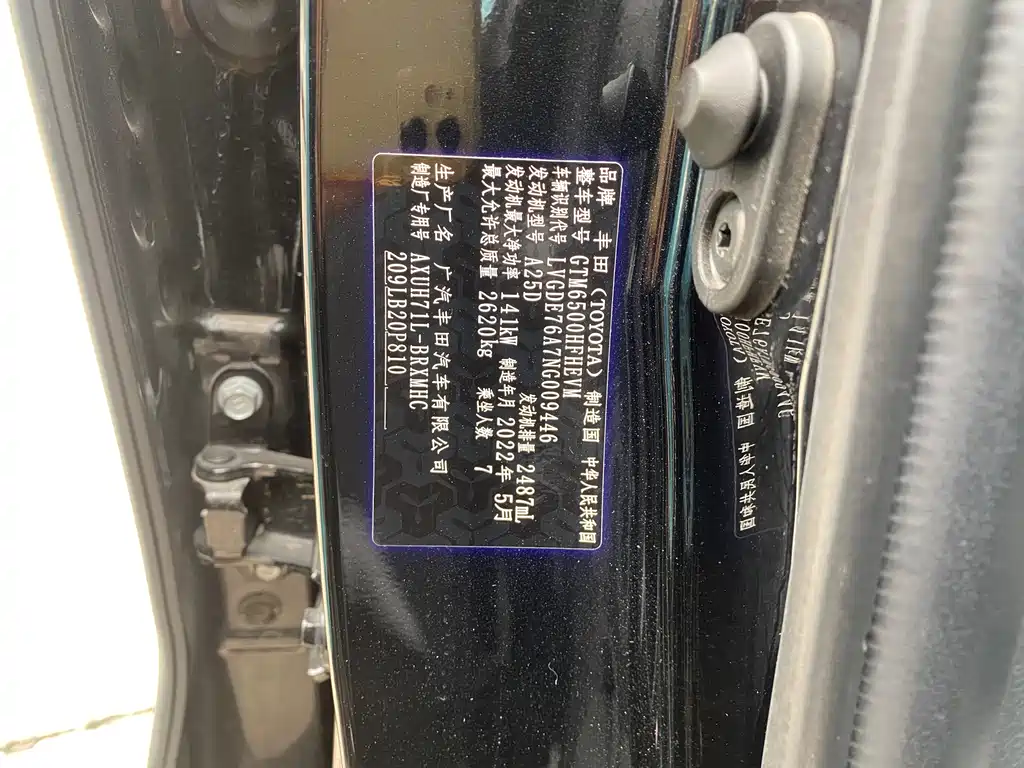 品牌 丰田(TOYOTA) 制造国 中华人民共和国
整车型号 GTM6500HFHEVM
车辆识别代号 LVGDE76A7NG009446
发动机型号 A25D 发动机排量 2487mL
发动机最大净功率 141kW 制造年月 2022年 5月
最大允许总质量 2620kg 乘坐人数 7
生产厂名 广汽丰田汽车有限公司
制造厂专用号 AXUH71L-BRXMHC
209LB20P810